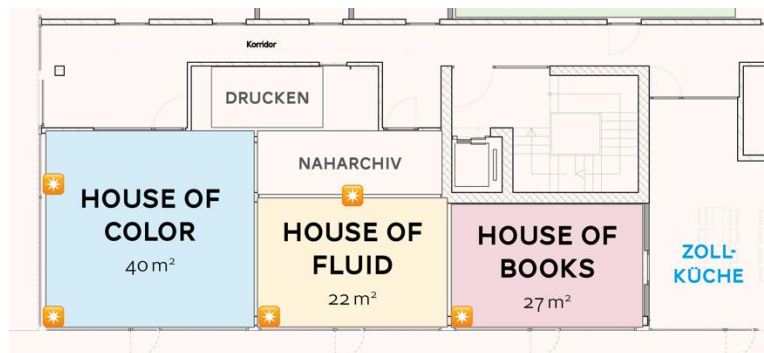 Korridor
DRUCKEN
NAHARCHIV
HOUSE OF
COLOR
40 m²
HOUSE OF
FLUID
22 m²
HOUSE OF
BOOKS
27 m²
ZOLL-
KÜCHE